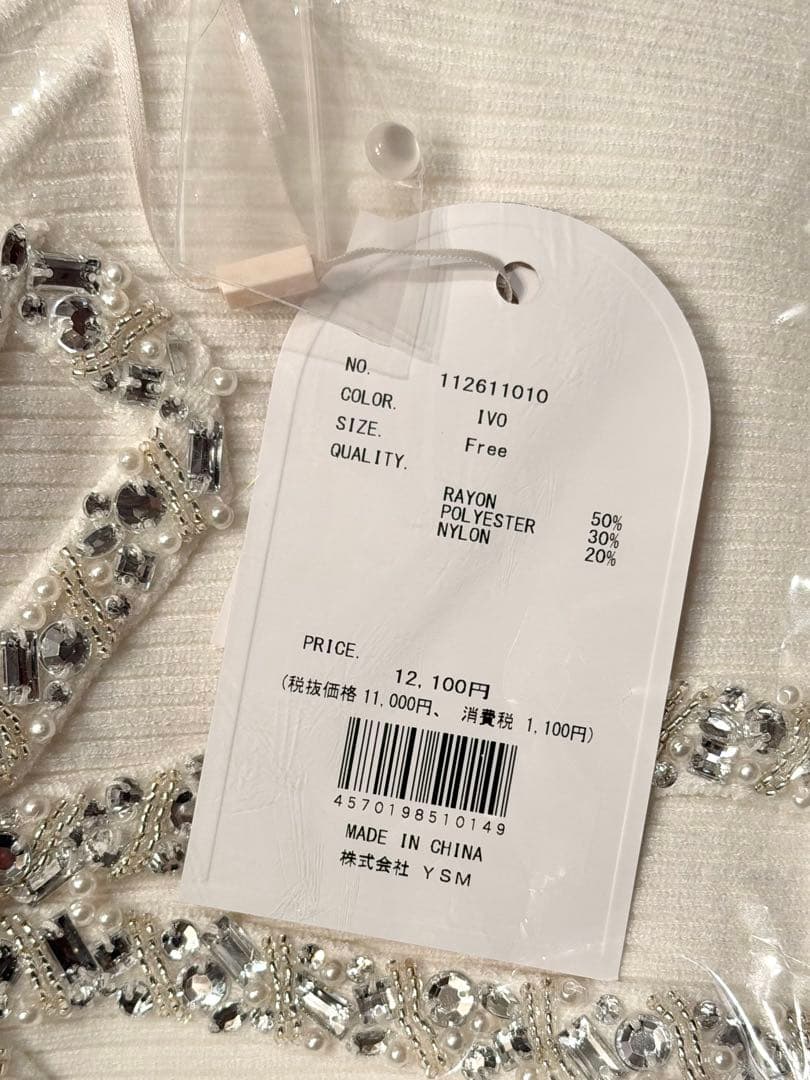 NO. 112611010
COLOR. IVO
SIZE. Free
QUALITY.
RAYON 50%
POLYESTER 30%
NYLON 20%
PRICE.
12,100円
(税抜価格 11,000円、 消費税 1,100円)
4570198510149
MADE IN CHINA
株式会社 YSM